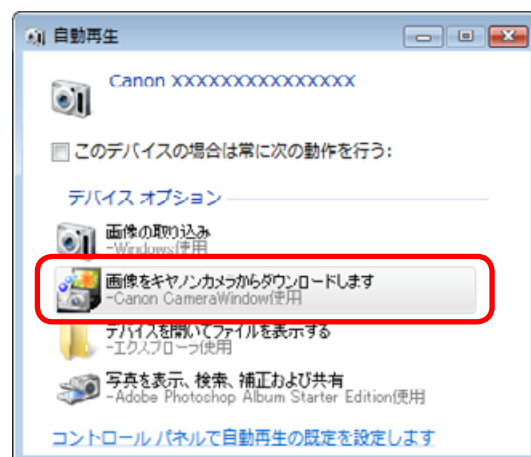 自動再生
Canon XXXXXXXXXXXXXXX
このデバイスの場合は常に次の動作を行う:
デバイス オプション
画像の取り込み
-Windows使用
画像をキヤノンカメラからダウンロードします
-Canon CameraWindow使用
デバイスを開いてファイルを表示する
-エクスプローラ使用
写真を表示、検索、補正および共有
-Adobe Photoshop Album Starter Edition使用
コントロール パネルで自動再生の既定を設定します